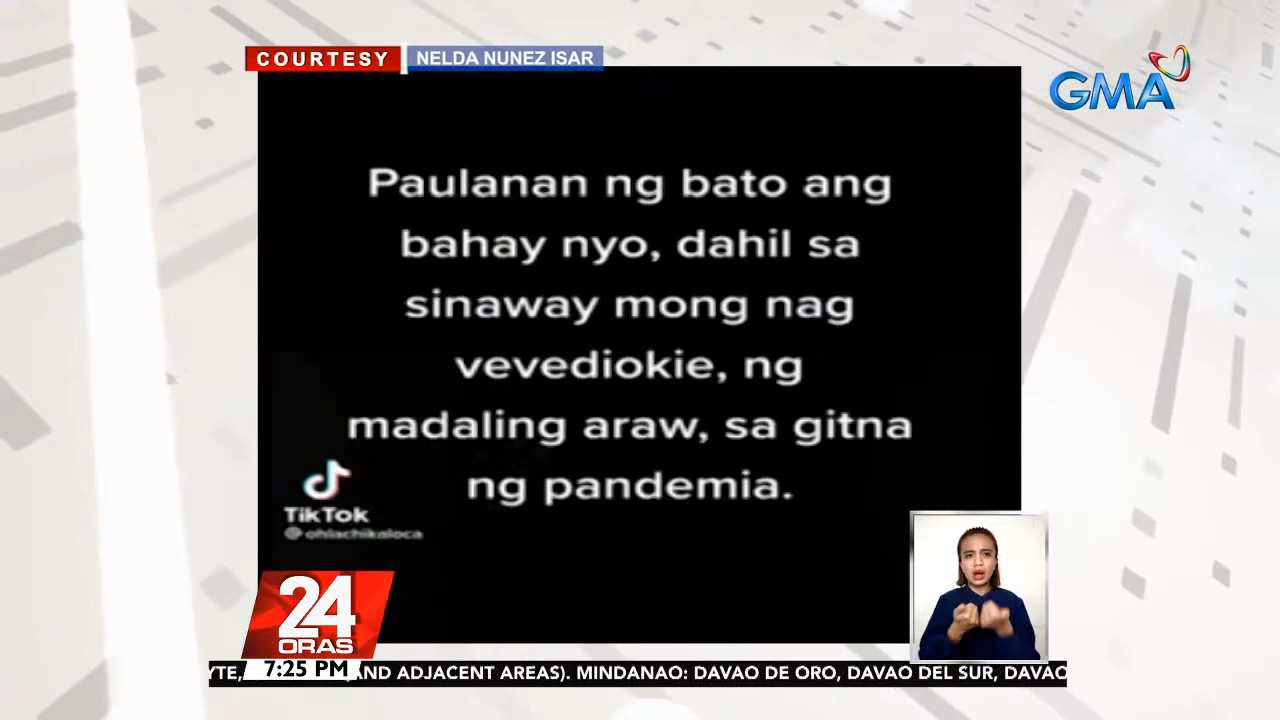 COURTESY NELDA NUNEZ ISAR
GMA
Paulanan ng bato ang
bahay nyo, dahil sa
sinaway mong nag
vevediokie, ng
madaling araw, sa gitna
ng pandemia.
TikTok
@ohlachikaloca
24
ORAS
7:25 PM
YTE, AND ADJACENT AREAS). MINDANAO: DAVAO DE ORO, DAVAO DEL SUR, DAVAO